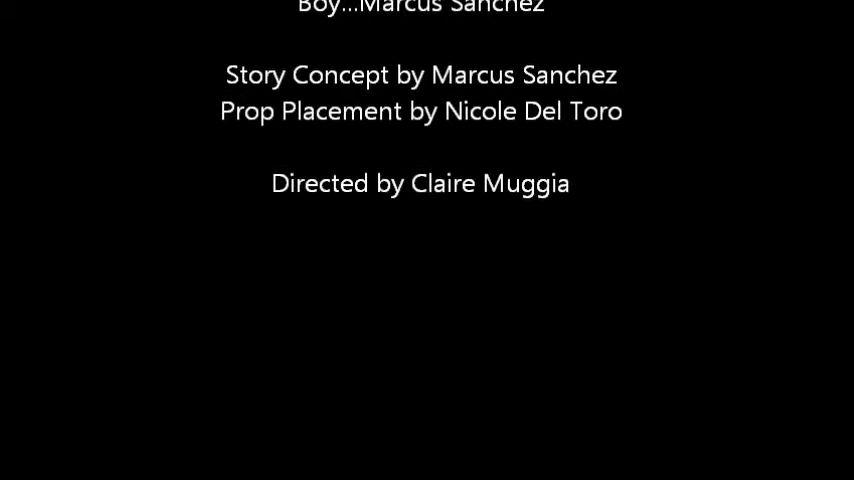 Boy...Marcus Sanchez
Story Concept by Marcus Sanchez
Prop Placement by Nicole Del Toro
Directed by Claire Muggia